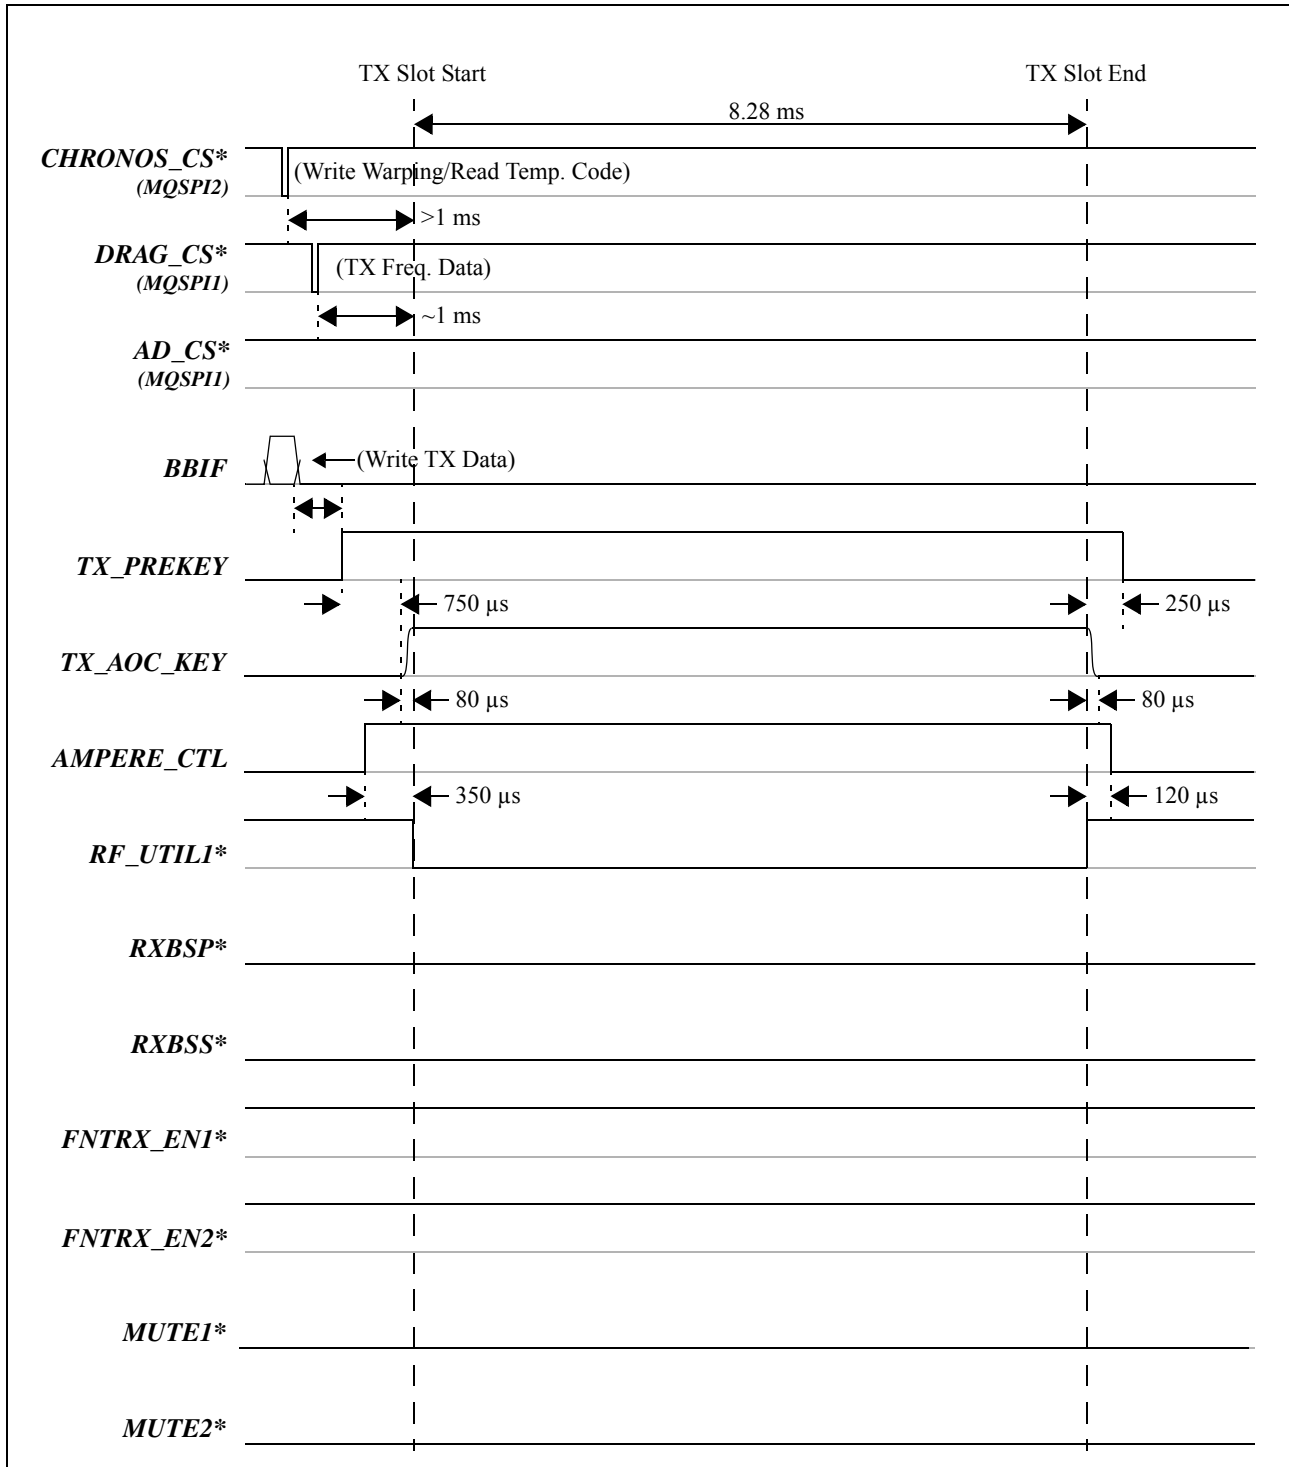 TX Slot Start TX Slot End
8.28 ms
CHRONOS_CS*
(MQSPI2)
(Write Warping/Read Temp. Code)
>1 ms
DRAG_CS*
(MQSPI1)
(TX Freq. Data)
~1 ms
AD_CS*
(MQSPI1)
BBIF
(Write TX Data)
TX_PREKEY
750 µs 250 µs
TX_AOC_KEY
80 µs 80 µs
AMPERE_CTL
350 µs 120 µs
RF_UTIL1*
RXBSP*
RXBSS*
FNTRX_EN1*
FNTRX_EN2*
MUTE1*
MUTE2*